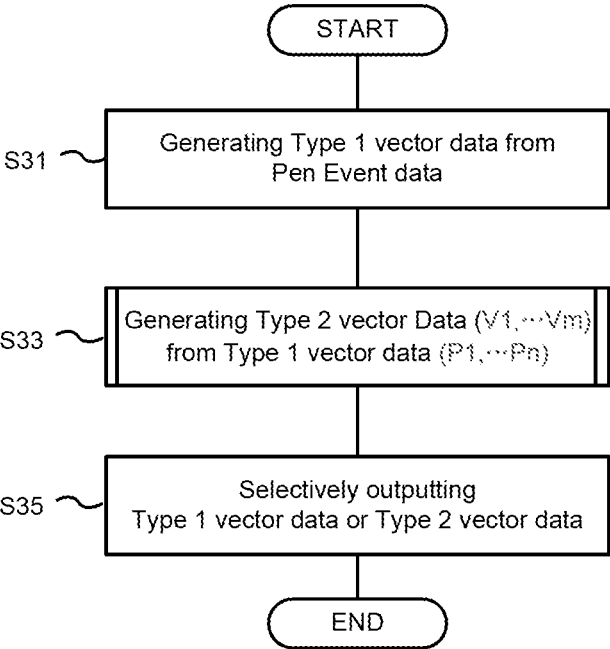 START
S31
Generating Type 1 vector data from
Pen Event data
S33
Generating Type 2 vector Data (V1,···Vm)
from Type 1 vector data (P1,···Pn)
S35
Selectively outputting
Type 1 vector data or Type 2 vector data
END